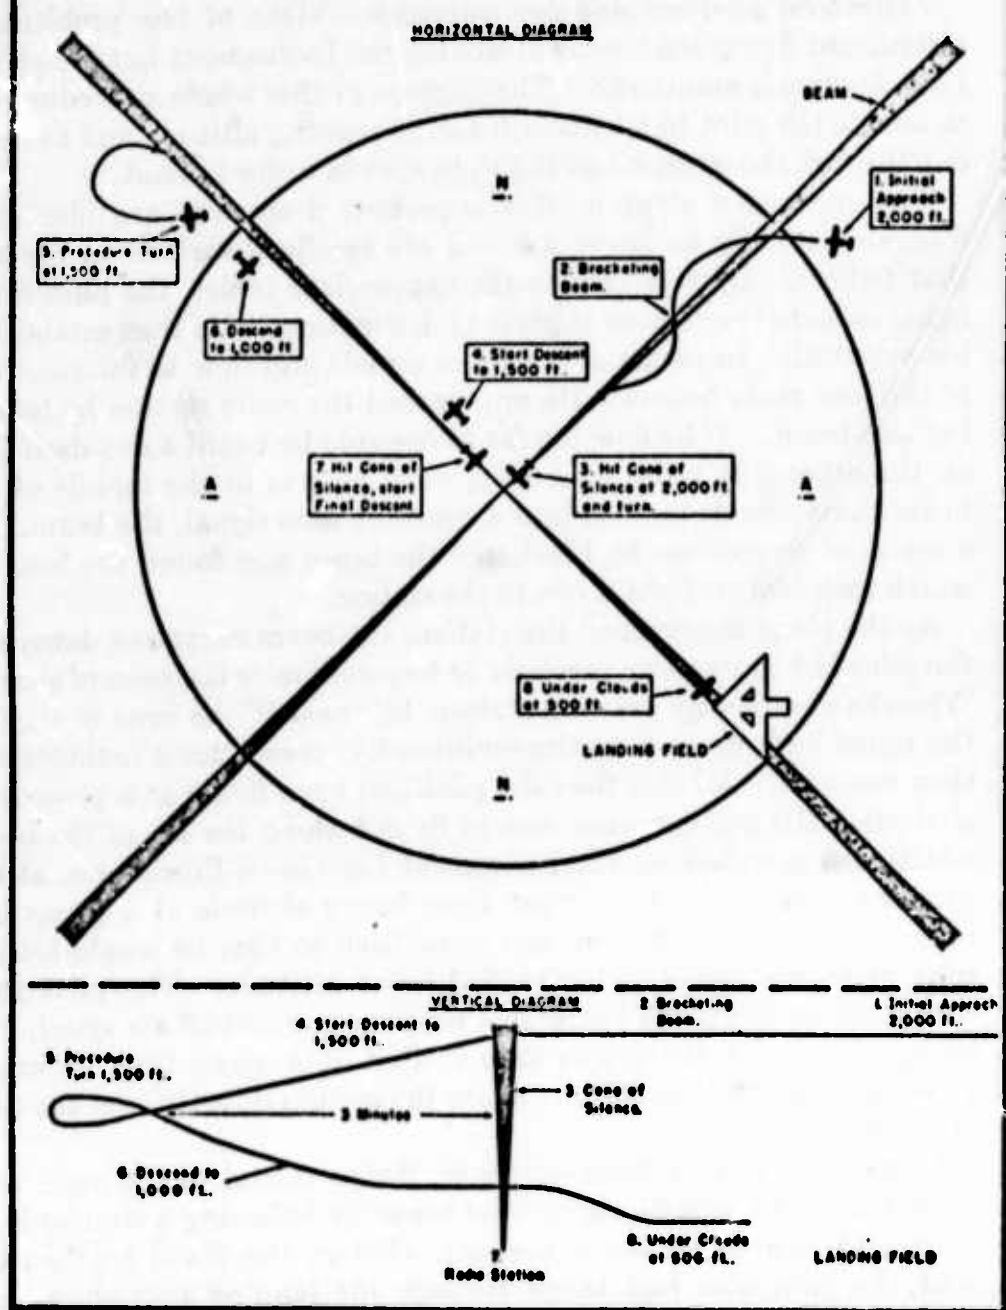 HORIZONTAL DIAGRAM
BEAM
N.
1. Initial
Approach
2,000 ft.
5. Procedure Turn
at 1,500 ft.
2. Bracketing
Beam.
6. Descend
to 1,000 ft
4. Start Descent
to 1,500 ft.
7. Hit Cone of
Silence, start
Final Descent.
3. Hit Cone of
Silence at 2,000 ft
and turn.
A
A
8 Under Clouds
at 500 ft.
LANDING FIELD
N.
VERTICAL DIAGRAM
2 Bracketing
Beam.
1. Initial Approch
2,000 ft..
4. Start Descent to
1,500 ft..
5. Procedure
Turn 1,500 ft..
3 Minutes
3. Cone of
Silence.
6 Descend to
1,000 ft..
8. Under Clouds
at 500 ft..
LANDING FIELD
Radio Station